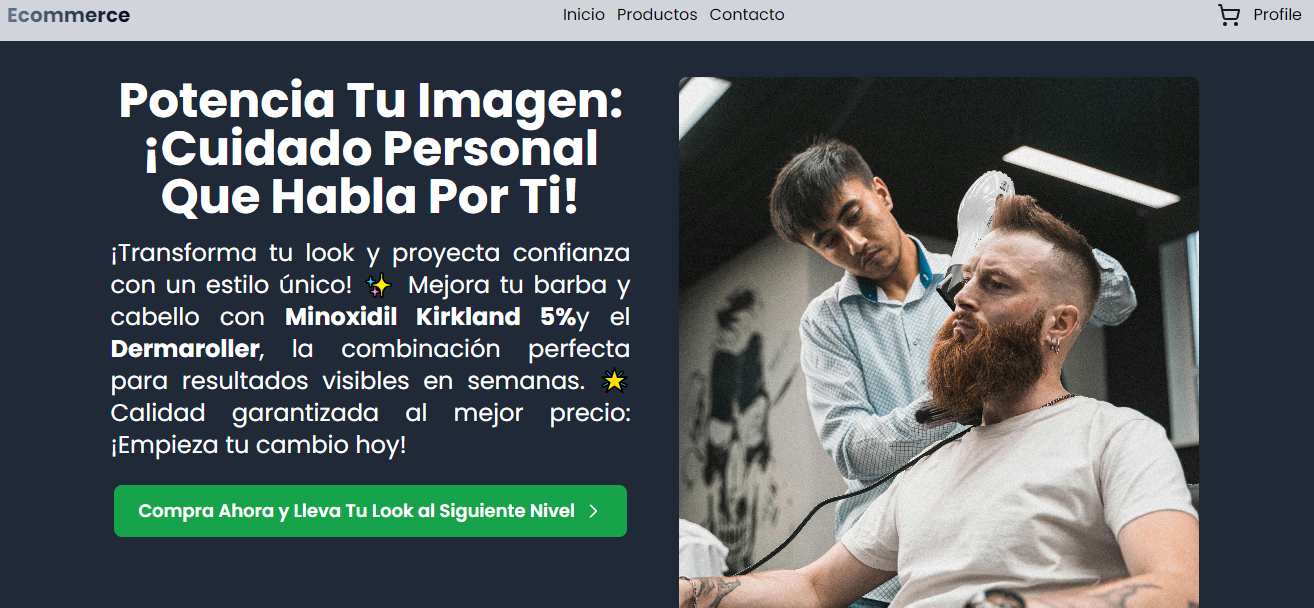 Ecommerce
Inicio Productos Contacto
Profile
Potencia Tu Imagen:
¡Cuidado Personal
Que Habla Por Ti!
¡Transforma tu look y proyecta confianza
con un estilo único! ✨ Mejora tu barba y
cabello con Minoxidil Kirkland 5%y el
Dermaroller, la combinación perfecta
para resultados visibles en semanas. 🌟
Calidad garantizada al mejor precio:
¡Empieza tu cambio hoy!
Compra Ahora y Lleva Tu Look al Siguiente Nivel